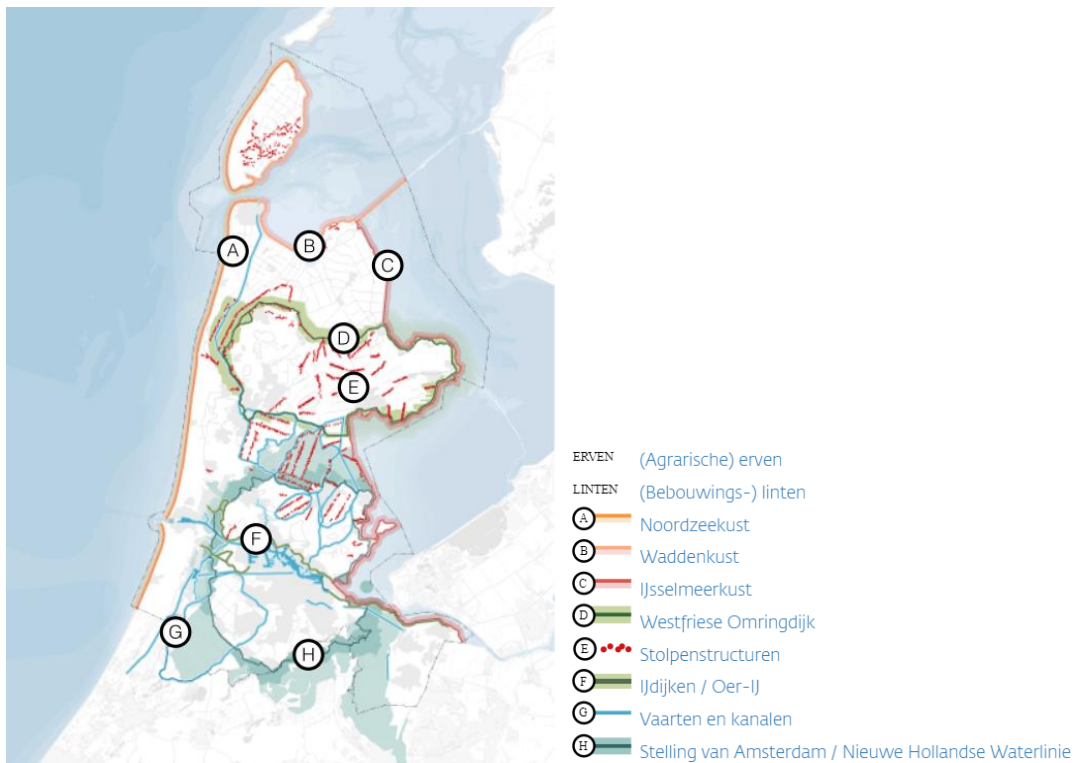 A
B
C
D
E
F
G
H
ERVEN (Agrarische) erven
LINTEN (Bebouwings-) linten
A Noordzeekust
B Waddenkust
C IJsselmeerkust
D Westfriese Omringdijk
E Stolpenstructuren
F IJdijken / Oer-IJ
G Vaarten en kanalen
H Stelling van Amsterdam / Nieuwe Hollandse Waterlinie